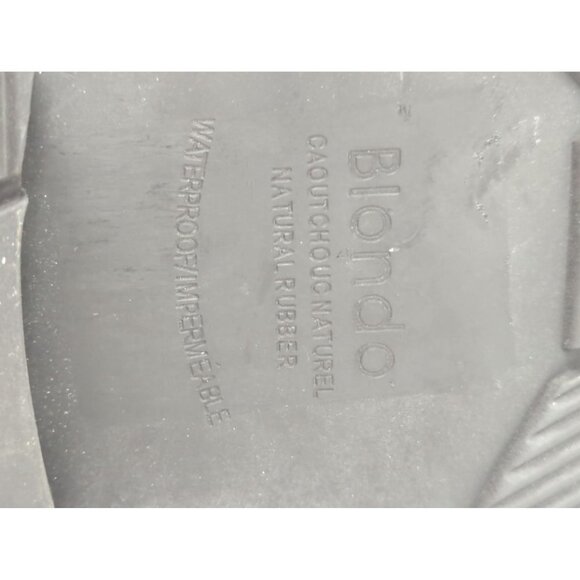 Blondo
CAOUTCHOUC NATUREL
NATURAL RUBBER
WATERPROOF/IMPERMÉABLE